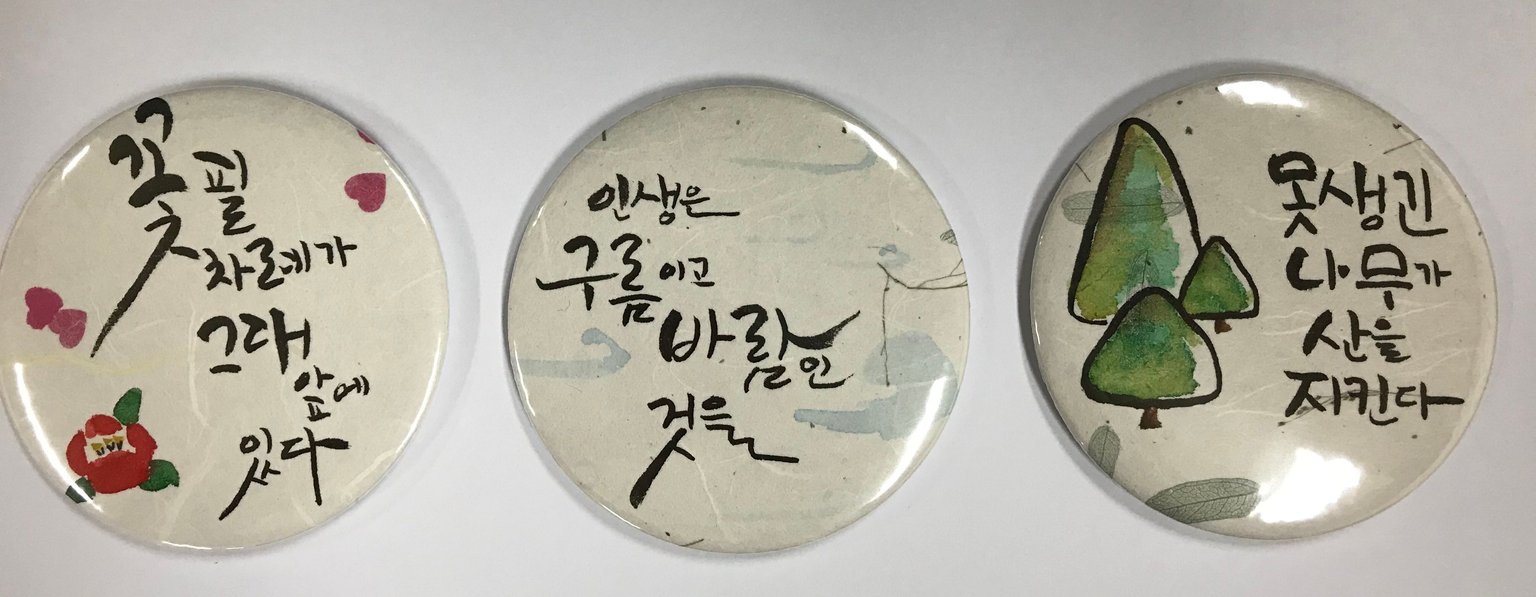 꽃필
차례가
그대
앞에
있다
인생은
구름이고
바람인
것을
못생긴
나무가
산을
지킨다